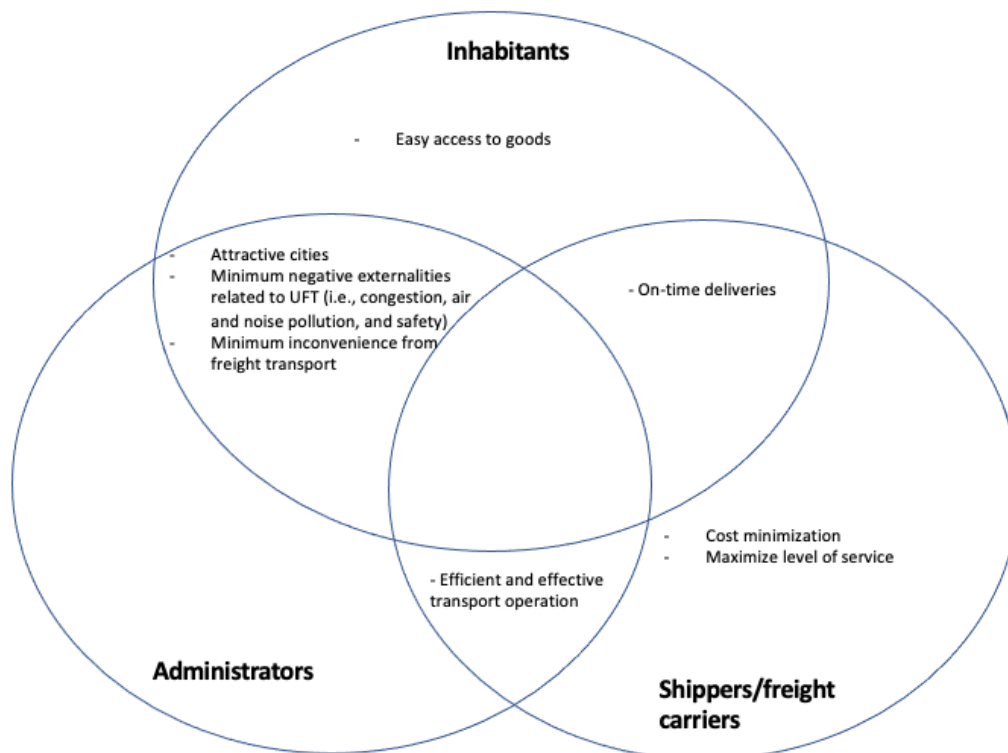 Inhabitants
- Easy access to goods
- Attractive cities
- Minimum negative externalities
related to UFT (i.e., congestion, air
and noise pollution, and safety)
- Minimum inconvenience from
freight transport
- On-time deliveries
- Cost minimization
- Maximize level of service
- Efficient and effective
transport operation
Administrators
Shippers/freight
carriers